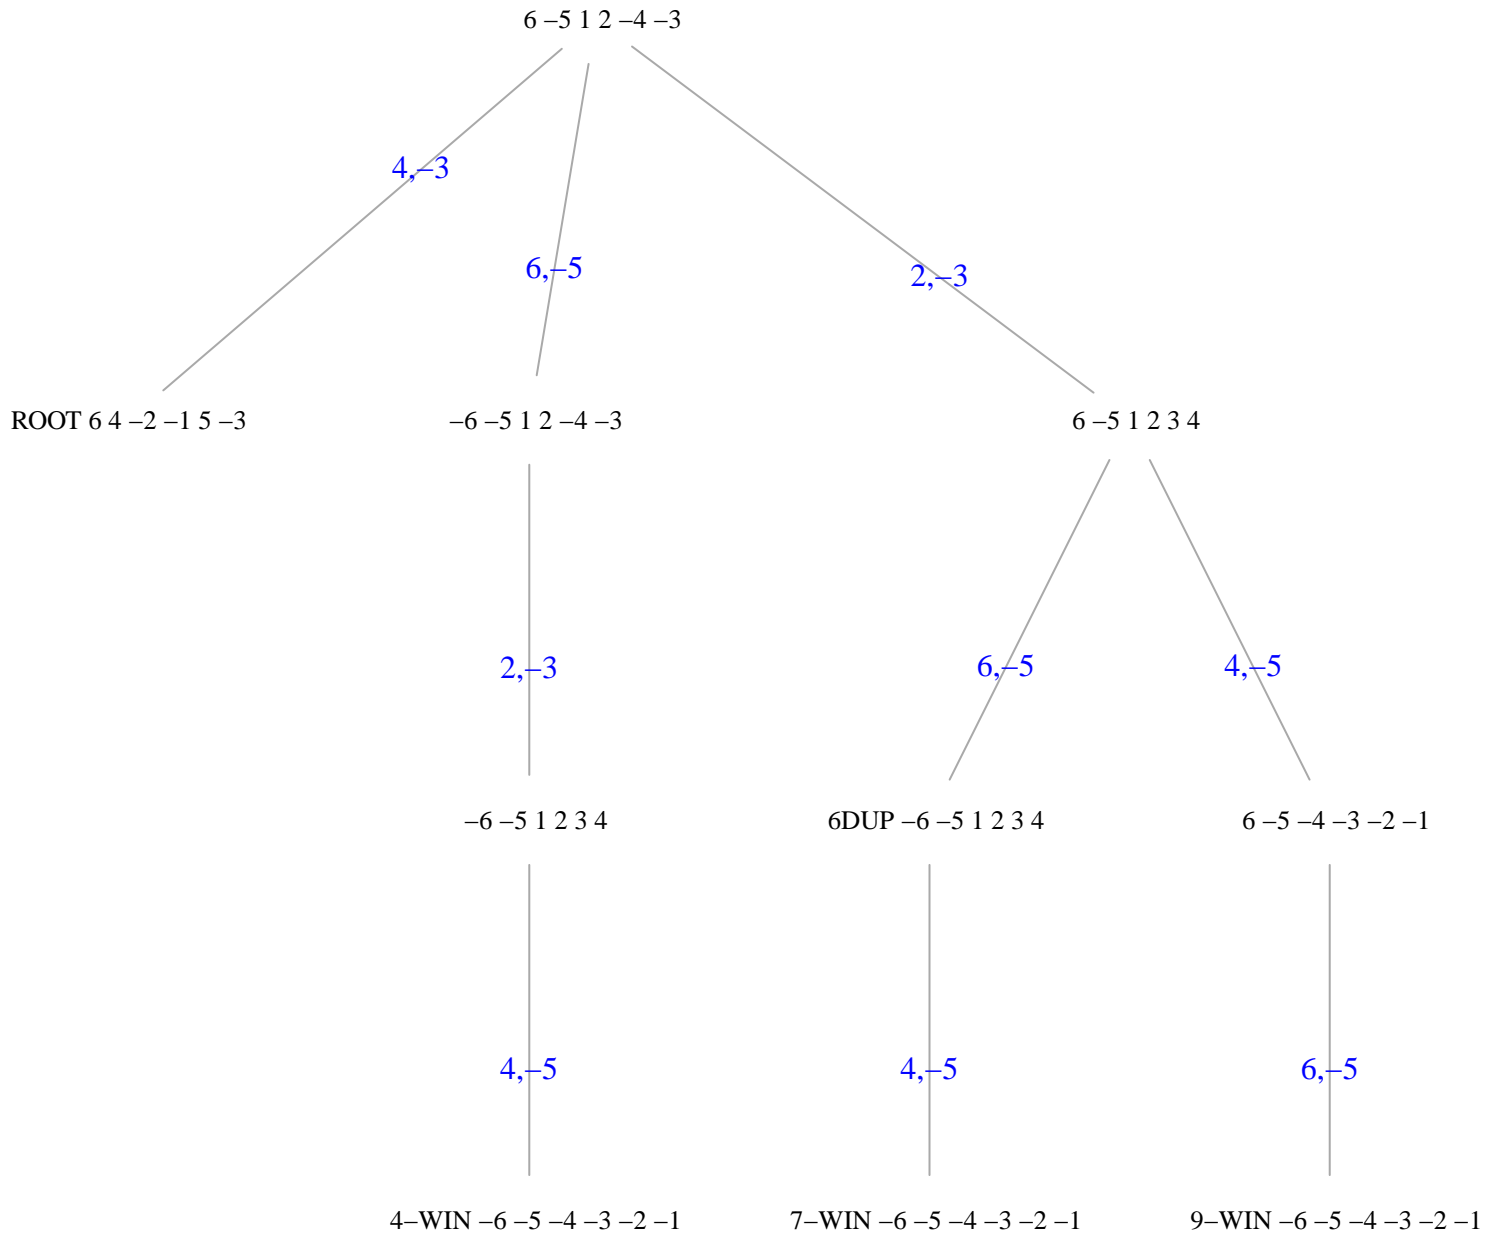 6 –5 1 2 –4 –3
4,–3
6,–5
2,–3
ROOT 6 4 –2 –1 5 –3
–6 –5 1 2 –4 –3
6 –5 1 2 3 4
2,–3
6,–5
4,–5
–6 –5 1 2 3 4
6DUP –6 –5 1 2 3 4
6 –5 –4 –3 –2 –1
4,–5
4,–5
6,–5
4–WIN –6 –5 –4 –3 –2 –1
7–WIN –6 –5 –4 –3 –2 –1
9–WIN –6 –5 –4 –3 –2 –1